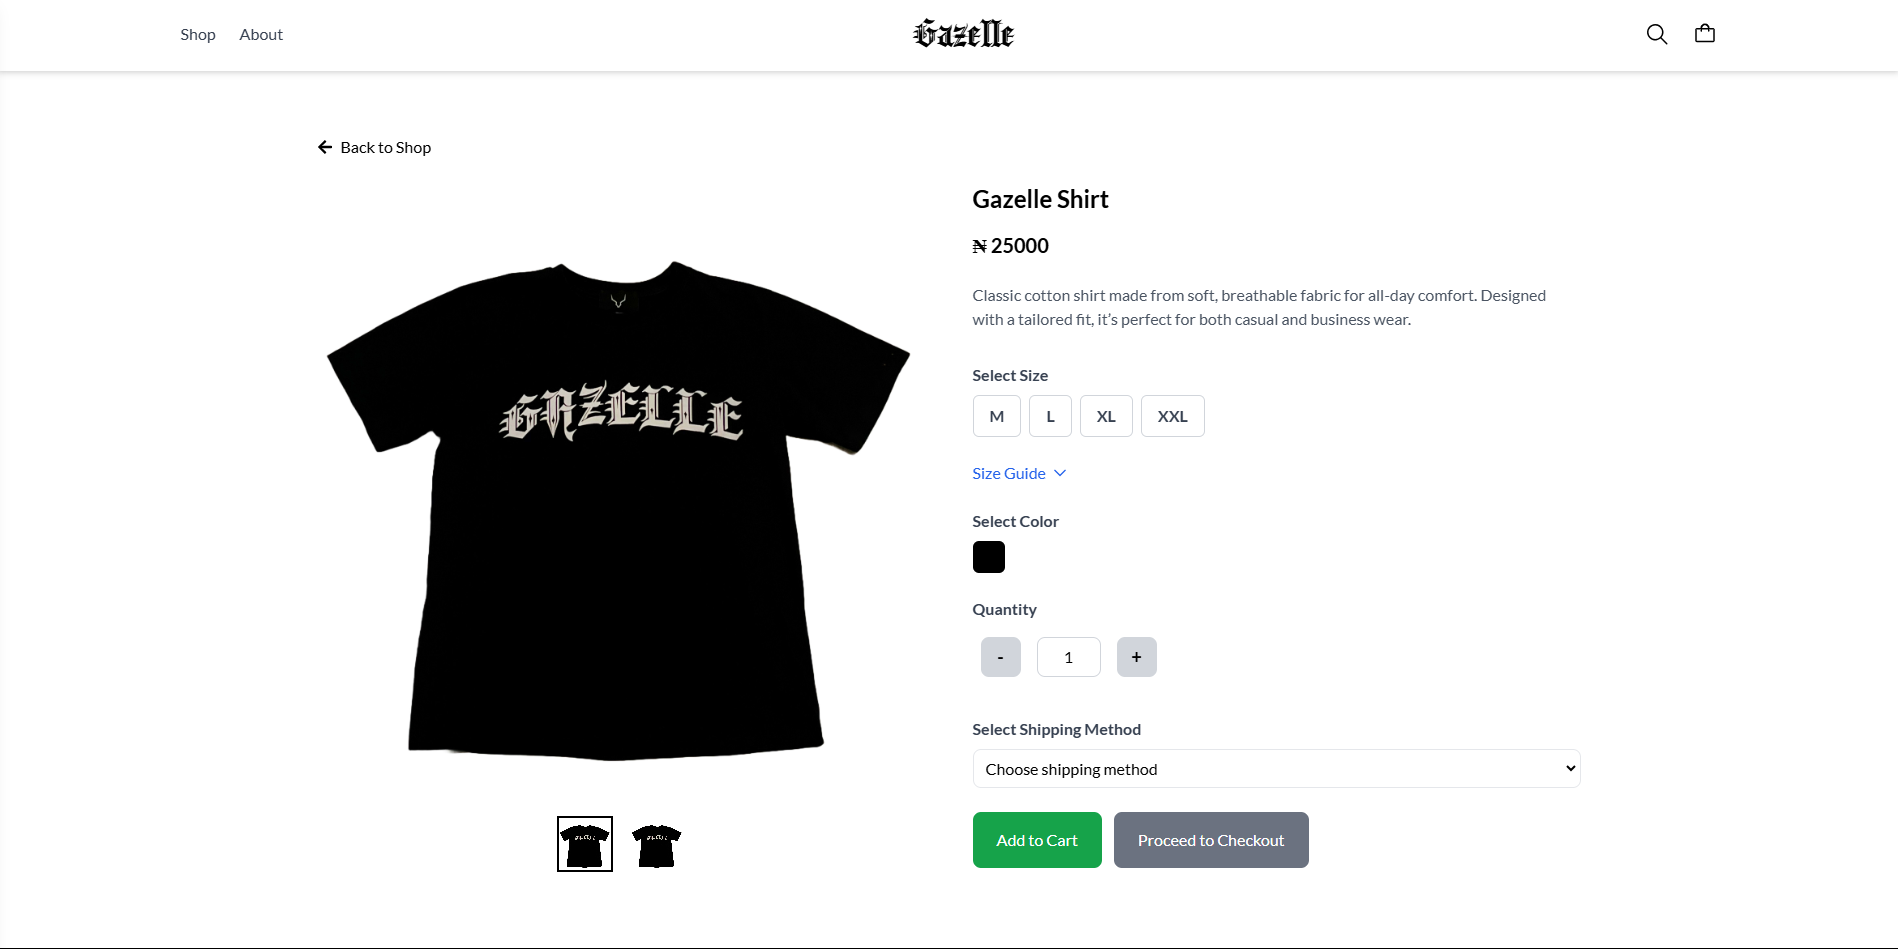 Shop
About
Gazelle
Back to Shop
Gazelle Shirt
₦ 25000
Classic cotton shirt made from soft, breathable fabric for all-day comfort. Designed
with a tailored fit, it’s perfect for both casual and business wear.
GAZELLE
Select Size
M
L
XL
XXL
Size Guide
Select Color
Quantity
-
1
+
Select Shipping Method
Choose shipping method
Add to Cart
Proceed to Checkout